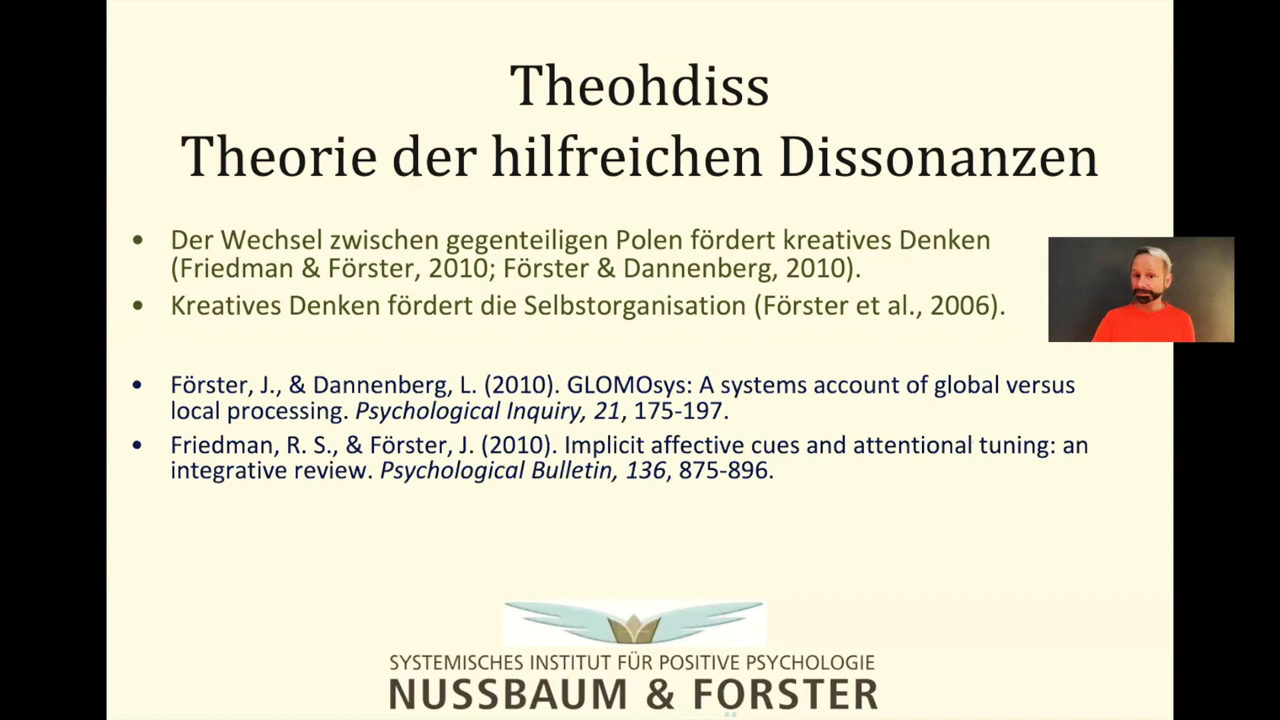 Theohdiss
Theorie der hilfreichen Dissonanzen
• Der Wechsel zwischen gegenteiligen Polen fördert kreatives Denken
(Friedman & Förster, 2010; Förster & Dannenberg, 2010).
• Kreatives Denken fördert die Selbstorganisation (Förster et al., 2006).
• Förster, J., & Dannenberg, L. (2010). GLOMOsys: A systems account of global versus
local processing. Psychological Inquiry, 21, 175-197.
• Friedman, R. S., & Förster, J. (2010). Implicit affective cues and attentional tuning: an
integrative review. Psychological Bulletin, 136, 875-896.
SYSTEMISCHES INSTITUT FÜR POSITIVE PSYCHOLOGIE
NUSSBAUM & FÖRSTER